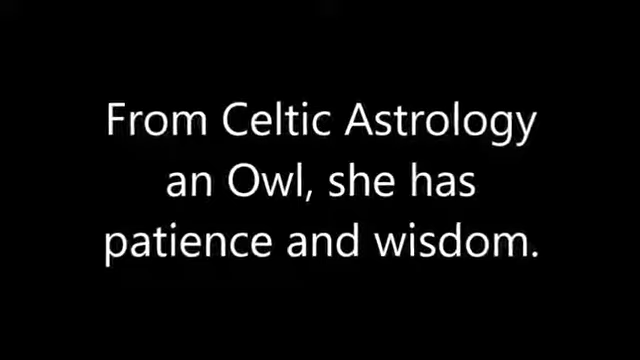 From Celtic Astrology
an Owl, she has
patience and wisdom.